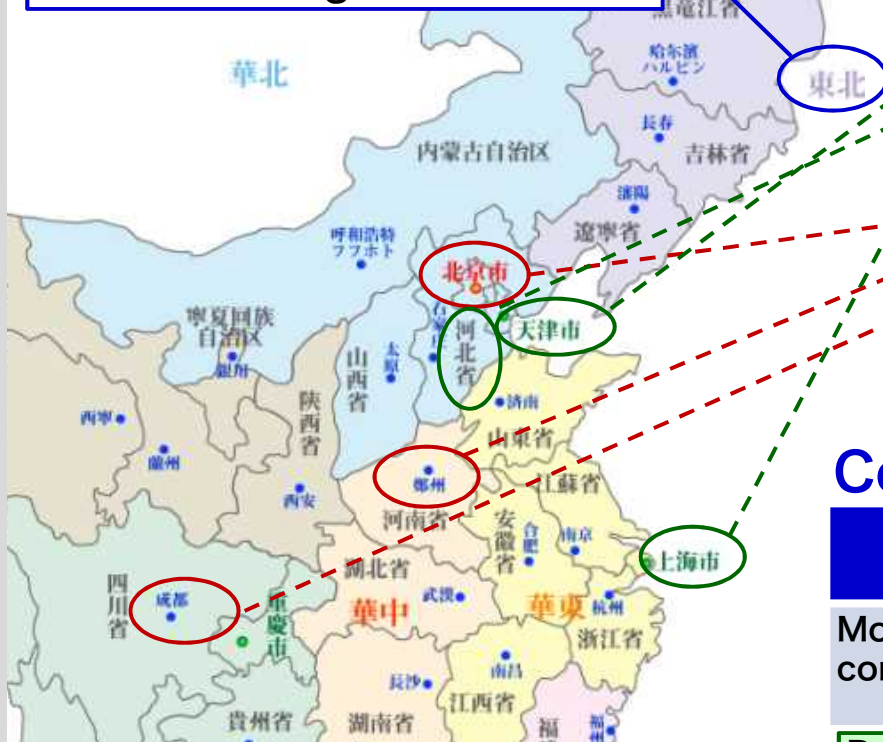 黒竜江省
華北
哈尔濱
ハルビン
東北
長春
内蒙古自治区
吉林省
瀋陽
遼寧省
呼和浩特
フフホト
北京市
寧夏回族
自治区
銀川
天津市
河北省
山西省
太原
陝西省
済南
西寧
山東省
蘭州
鄭州
江蘇省
西安
河南省
安徽省
合肥
南京
上海市
湖北省
四川省
成都
重慶市
華中
武漢
華東
杭州
浙江省
南昌
長沙
江西省
貴州省
湖南省